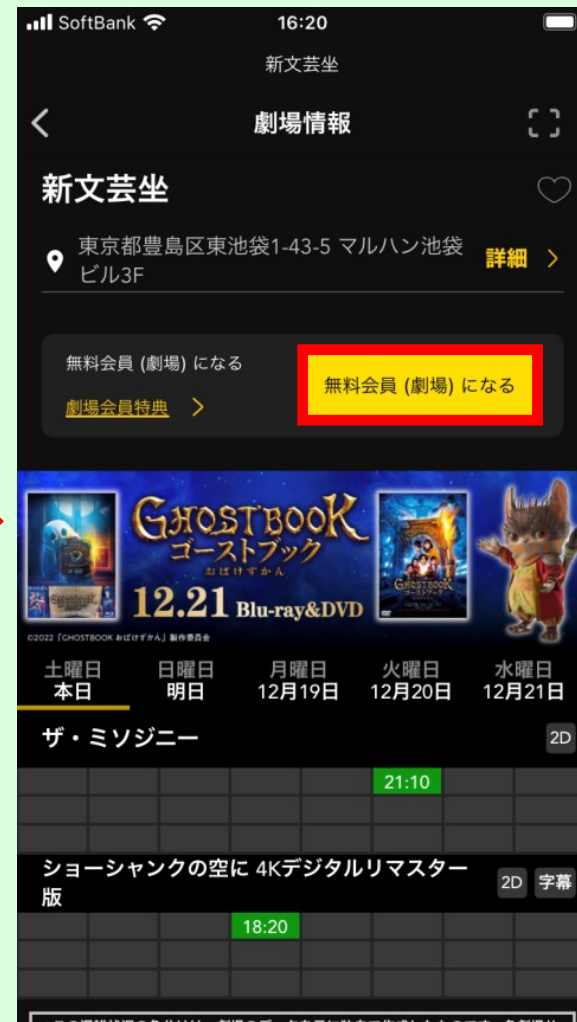 SoftBank 16:20
新文芸坐
劇場情報
新文芸坐
東京都豊島区東池袋1-43-5 マルハン池袋
ビル3F
詳細
無料会員 (劇場) になる
劇場会員特典
無料会員 (劇場) になる
GHOSTBOOK
ゴーストブック
おばけずかん
12.21 Blu-ray&DVD
©2022「GHOSTBOOK おばけずかん」製作委員会
土曜日 日曜日 月曜日 火曜日 水曜日
本日 明日 12月19日 12月20日 12月21日
ザ・ミソジニー 2D
21:10
ショーシャンクの空に 4Kデジタルリマスター
版
2D 字幕
18:20